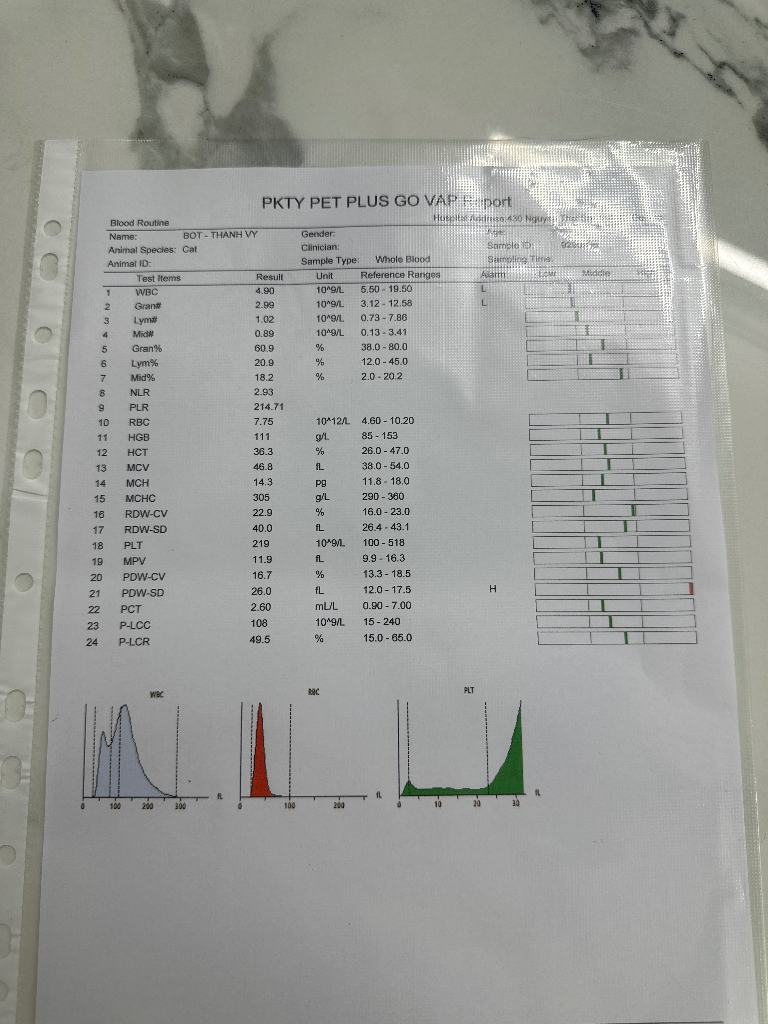 PKTY PET PLUS GO VAP Report
Blood Routine Hospital Address:430 Nguye
Name: BOT - THANH VY Gender: Age:
Animal Species: Cat Clinician: Sample ID
Animal ID: Sample Type: Whole Blood Sampling Time:
Test Items Result Unit Reference Ranges Alarm Low Middle High
1 WBC 4.90 10^9/L 5.50 - 19.50 L
2 Gran# 2.99 10^9/L 3.12 - 12.58 L
3 Lym# 1.02 10^9/L 0.73 - 7.86
4 Mid# 0.89 10^9/L 0.13 - 3.41
5 Gran% 60.9 % 38.0 - 80.0
6 Lym% 20.9 % 12.0 - 45.0
7 Mid% 18.2 % 2.0 - 20.2
8 NLR 2.93
9 PLR 214.71
10 RBC 7.75 10^12/L 4.60 - 10.20
11 HGB 111 g/L 85 - 153
12 HCT 36.3 % 26.0 - 47.0
13 MCV 46.8 fL 38.0 - 54.0
14 MCH 14.3 pg 11.8 - 18.0
15 MCHC 305 g/L 290 - 360
16 RDW-CV 22.9 % 16.0 - 23.0
17 RDW-SD 40.0 fL 26.4 - 43.1
18 PLT 219 10^9/L 100 - 518
19 MPV 11.9 fL 9.9 - 16.3
20 PDW-CV 16.7 % 13.3 - 18.5
21 PDW-SD 26.0 fL 12.0 - 17.5 H
22 PCT 2.60 mL/L 0.90 - 7.00
23 P-LCC 108 10^9/L 15 - 240
24 P-LCR 49.5 % 15.0 - 65.0
WBC RBC PLT
0 100 200 300 fL 0 100 200 fL 0 10 20 30 fL